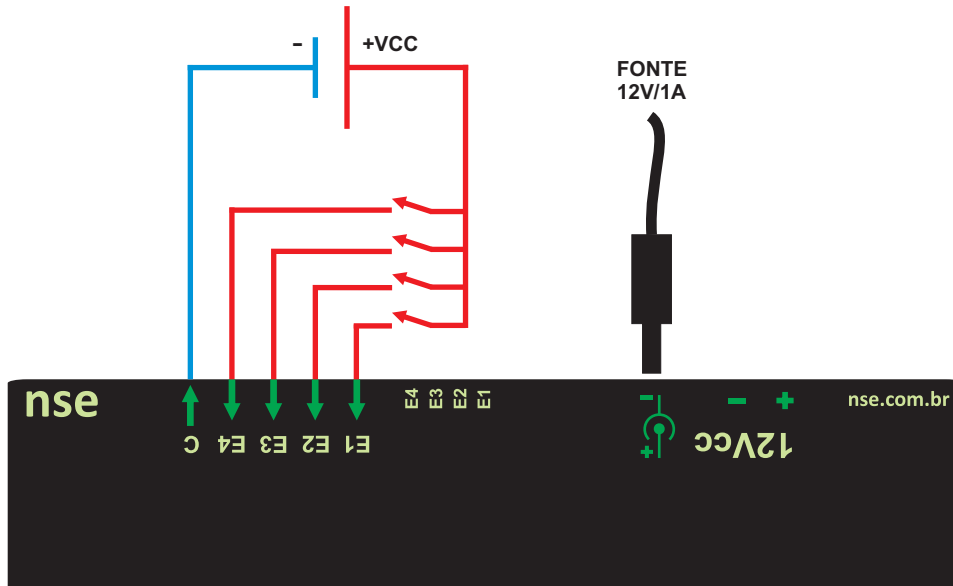 - +VCC
FONTE
12V/1A
nse
E4
E3
E2
E1
- - +
nse.com.br
C E4 E3 E2 E1
+
12Vcc